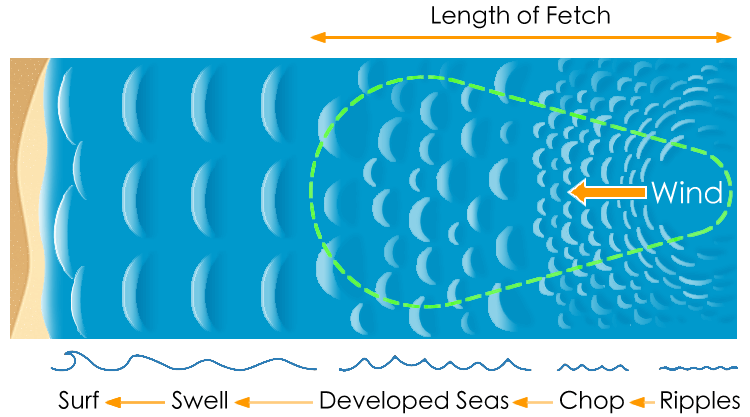 Length of Fetch
Wind
Surf Swell Developed Seas Chop Ripples